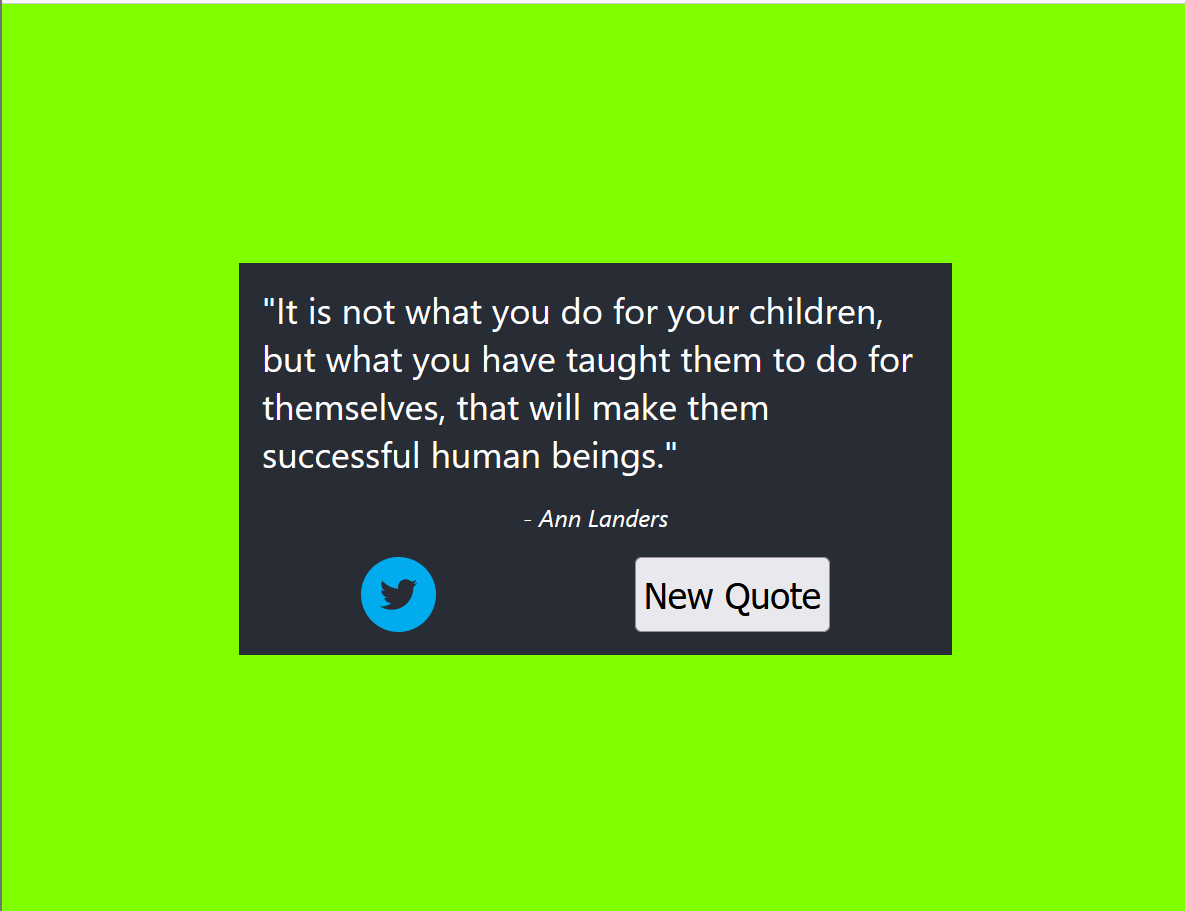 "It is not what you do for your children,
but what you have taught them to do for
themselves, that will make them
successful human beings."
- Ann Landers
New Quote